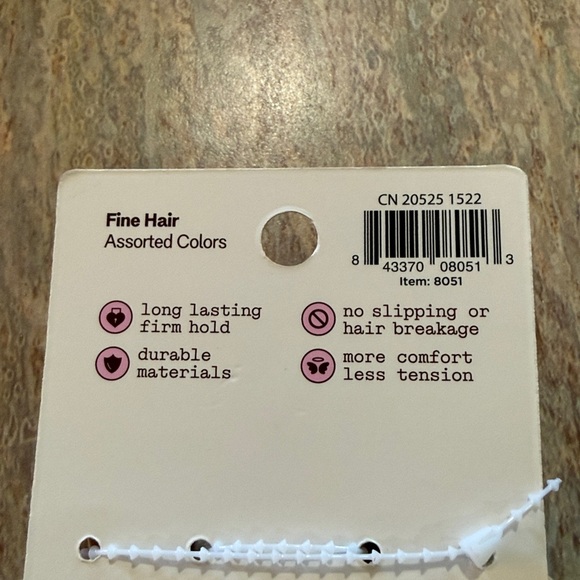 Fine Hair
Assorted Colors
CN 20525 1522
8 43370 08051 3
Item: 8051
long lasting
firm hold
no slipping or
hair breakage
durable
materials
more comfort
less tension